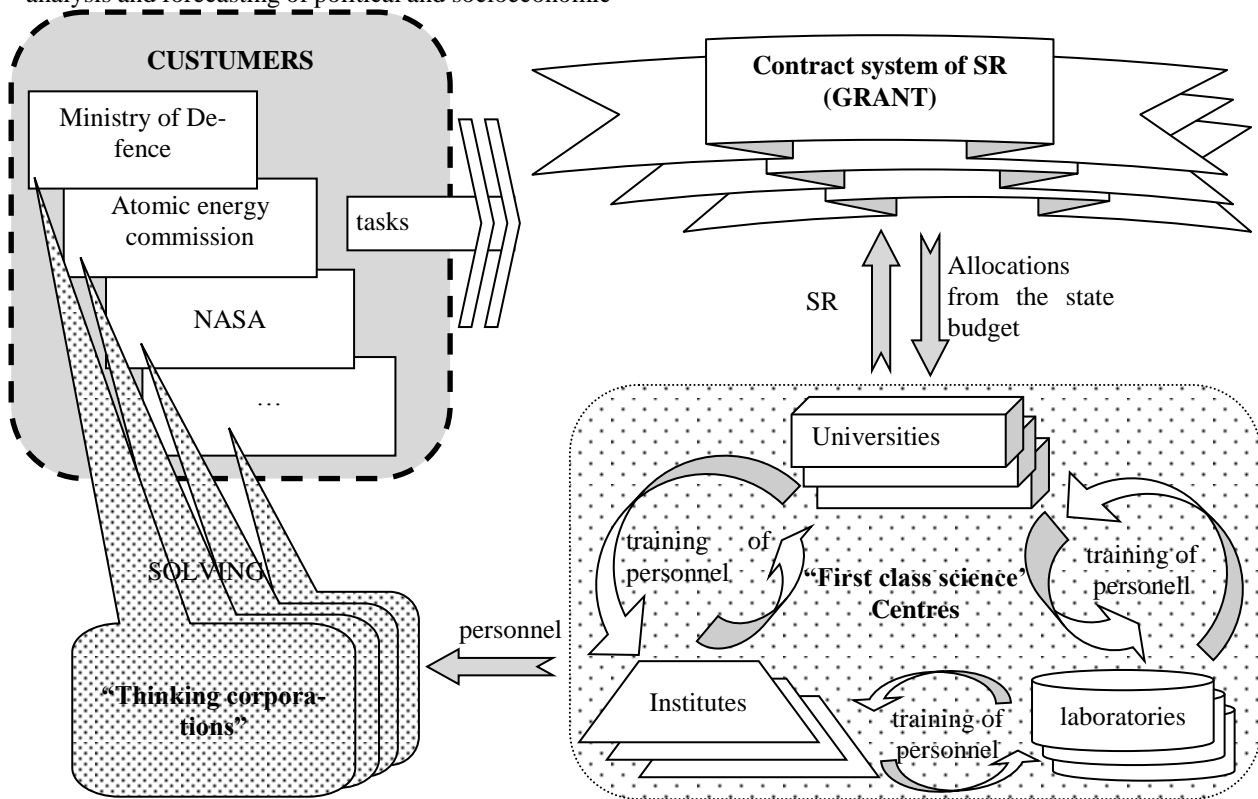 analysis and forecasting of political and socioeconomic
CUSTUMERS
Ministry of De-
fence
Atomic energy
commission
NASA
…
tasks
Contract system of SR
(GRANT)
SR
Allocations
from the state
budget
Universities
training of
personnel
“First class science’
Centres
training of
personell
SOLVING
personnel
“Thinking corpora-
tions”
Institutes
training of
personnel
laboratories